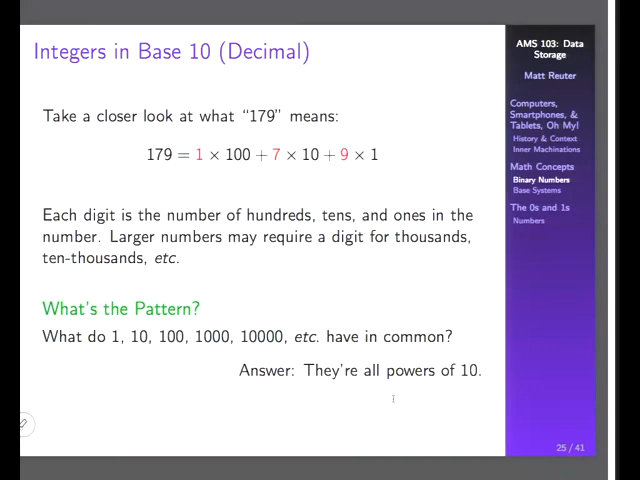 Integers in Base 10 (Decimal)
Take a closer look at what “179” means:
179 = 1 × 100 + 7 × 10 + 9 × 1
Each digit is the number of hundreds, tens, and ones in the
number. Larger numbers may require a digit for thousands,
ten-thousands, etc.
What's the Pattern?
What do 1, 10, 100, 1000, 10000, etc. have in common?
Answer: They're all powers of 10.
AMS 103: Data
Storage
Matt Reuter
Computers,
Smartphones, &
Tablets, Oh My!
History & Context
Inner Machinations
Math Concepts
Binary Numbers
Base Systems
The 0s and 1s
Numbers
25 / 41